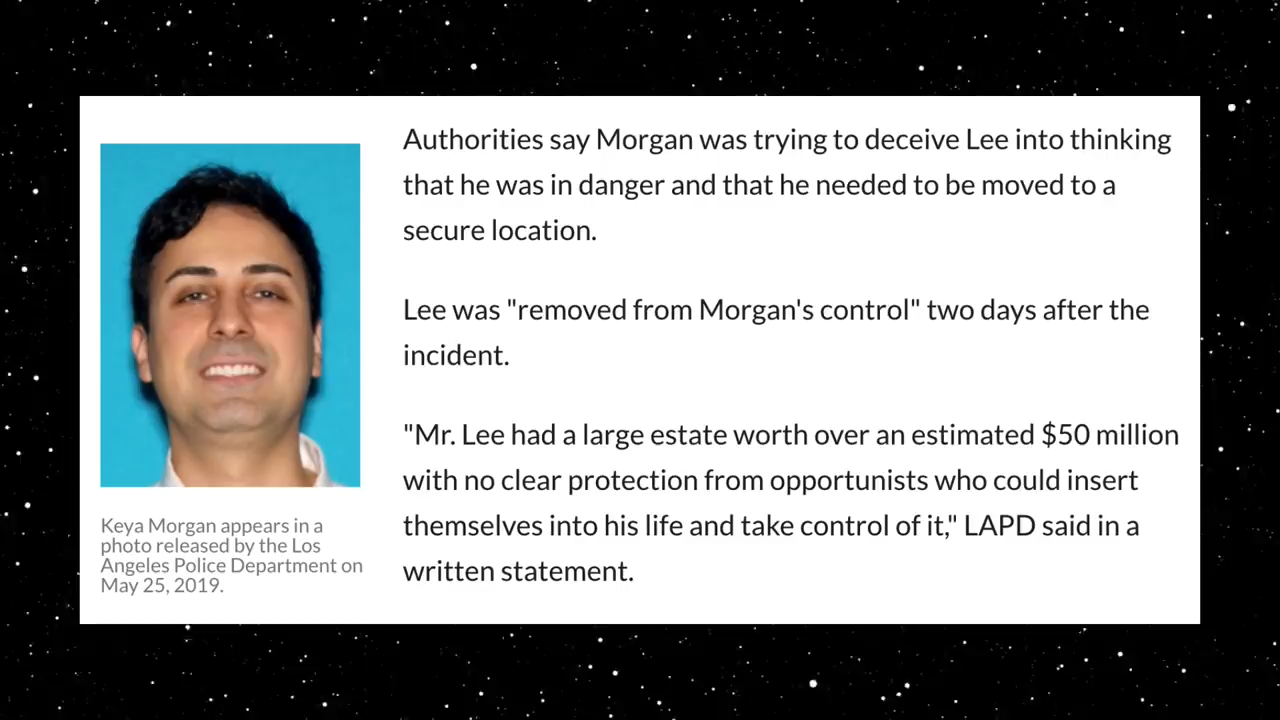 Authorities say Morgan was trying to deceive Lee into thinking
that he was in danger and that he needed to be moved to a
secure location.
Lee was "removed from Morgan's control" two days after the
incident.
"Mr. Lee had a large estate worth over an estimated $50 million
with no clear protection from opportunists who could insert
themselves into his life and take control of it," LAPD said in a
written statement.
Keya Morgan appears in a
photo released by the Los
Angeles Police Department on
May 25, 2019.